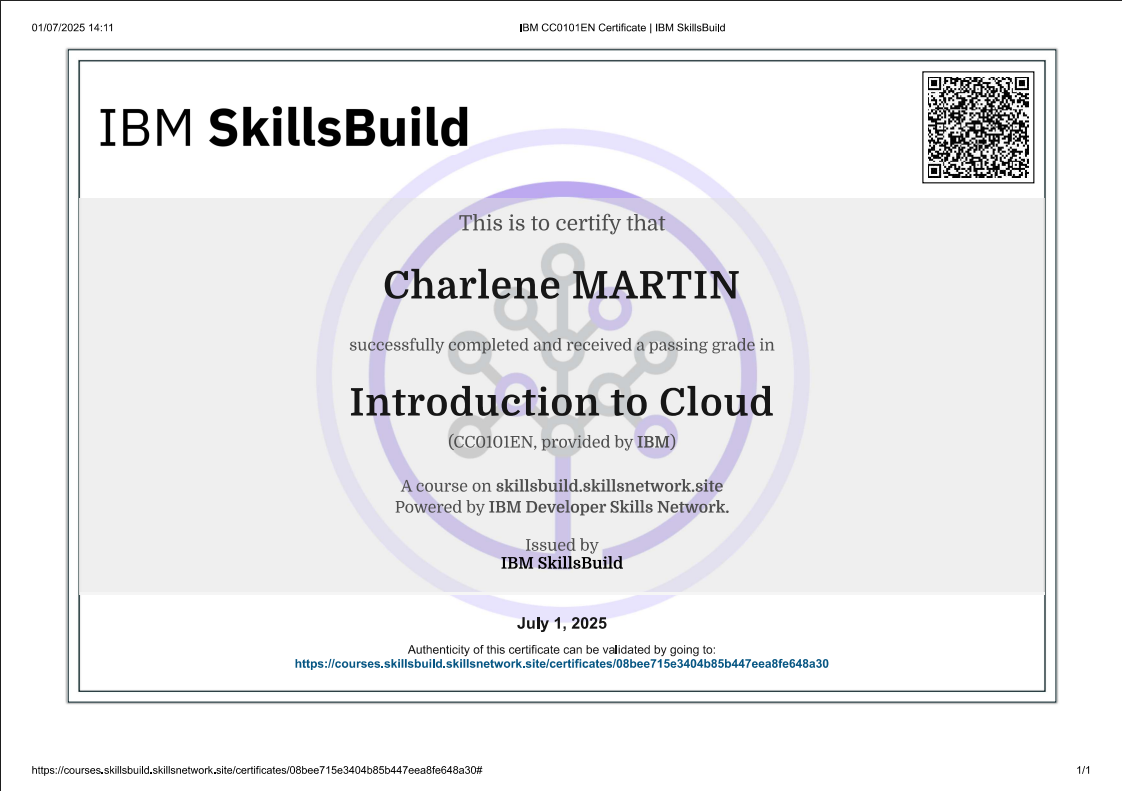 01/07/2025 14:11
IBM CC0101EN Certificate | IBM SkillsBuild
IBM SkillsBuild
This is to certify that
Charlene MARTIN
successfully completed and received a passing grade in
Introduction to Cloud
(CC0101EN, provided by IBM)
A course on skillsbuild.skillsnetwork.site
Powered by IBM Developer Skills Network.
Issued by
IBM SkillsBuild
July 1, 2025
Authenticity of this certificate can be validated by going to:
https://courses.skillsbuild.skillsnetwork.site/certificates/08bee715e3404b85b447eea8fe648a30
https://courses.skillsbuild.skillsnetwork.site/certificates/08bee715e3404b85b447eea8fe648a30#
1/1